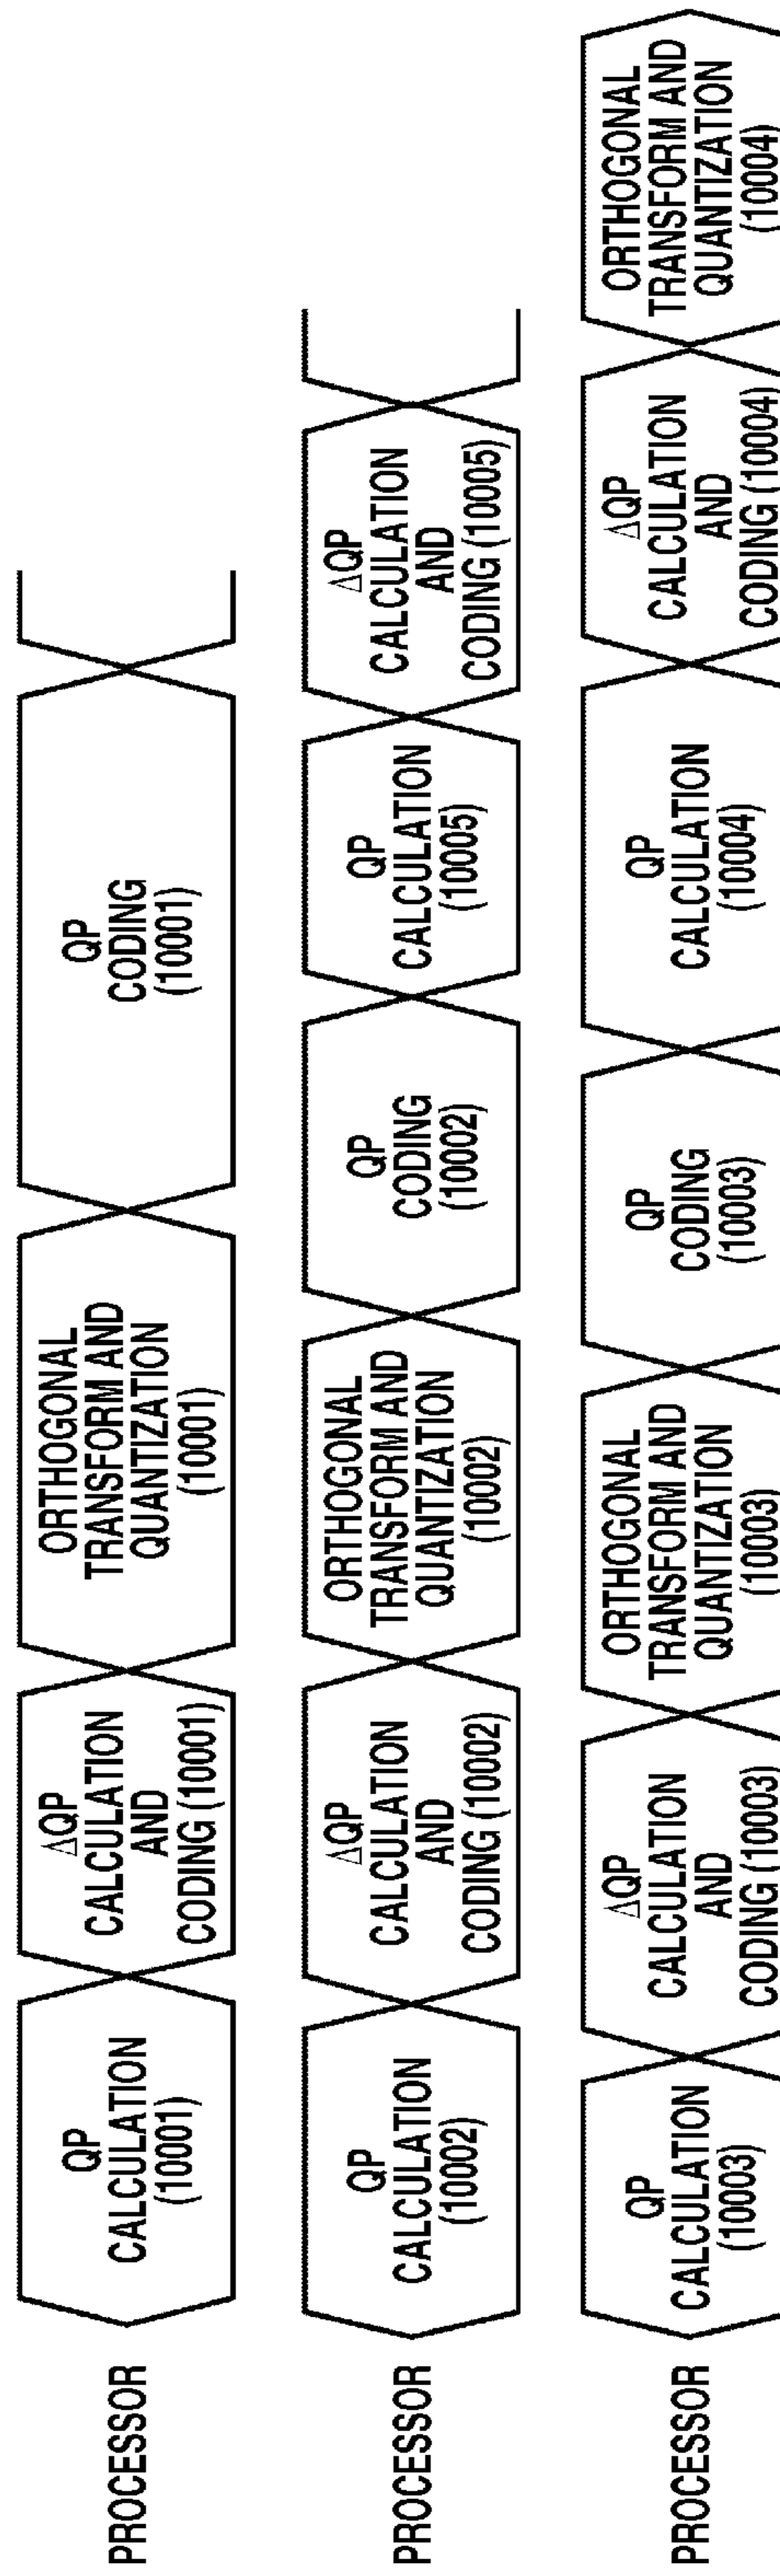 PROCESSOR
QP
CALCULATION
(10001)
ΔQP
CALCULATION
AND
CODING (10001)
ORTHOGONAL
TRANSFORM AND
QUANTIZATION
(10001)
QP
CODING
(10001)
PROCESSOR
QP
CALCULATION
(10002)
ΔQP
CALCULATION
AND
CODING (10002)
ORTHOGONAL
TRANSFORM AND
QUANTIZATION
(10002)
QP
CODING
(10002)
QP
CALCULATION
(10005)
ΔQP
CALCULATION
AND
CODING (10005)
PROCESSOR
QP
CALCULATION
(10003)
ΔQP
CALCULATION
AND
CODING (10003)
ORTHOGONAL
TRANSFORM AND
QUANTIZATION
(10003)
QP
CODING
(10003)
QP
CALCULATION
(10004)
ΔQP
CALCULATION
AND
CODING (10004)
ORTHOGONAL
TRANSFORM AND
QUANTIZATION
(10004)